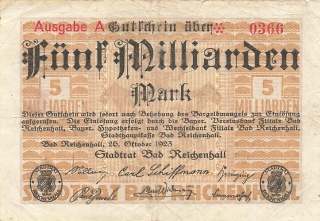 Ausgabe A Gutschein über ※ 0366
Fünf Milliarden
Mark
5 5
MILLIARDEN MILLIARDEN
Dieser Gutschein wird sofort nach Behebung des Bargeldmangels zur Einlösung
aufgerufen. Die Einlösung erfolgt durch die Bayer. Vereinsbank Filiale Bad
Reichenhall, Bayer. Hypotheken- und Wechselbank Filiale Bad Reichenhall,
Stadthauptkasse Bad Reichenhall.
Bad Reichenhall, 26. Oktober 1923
Stadtrat Bad Reichenhall